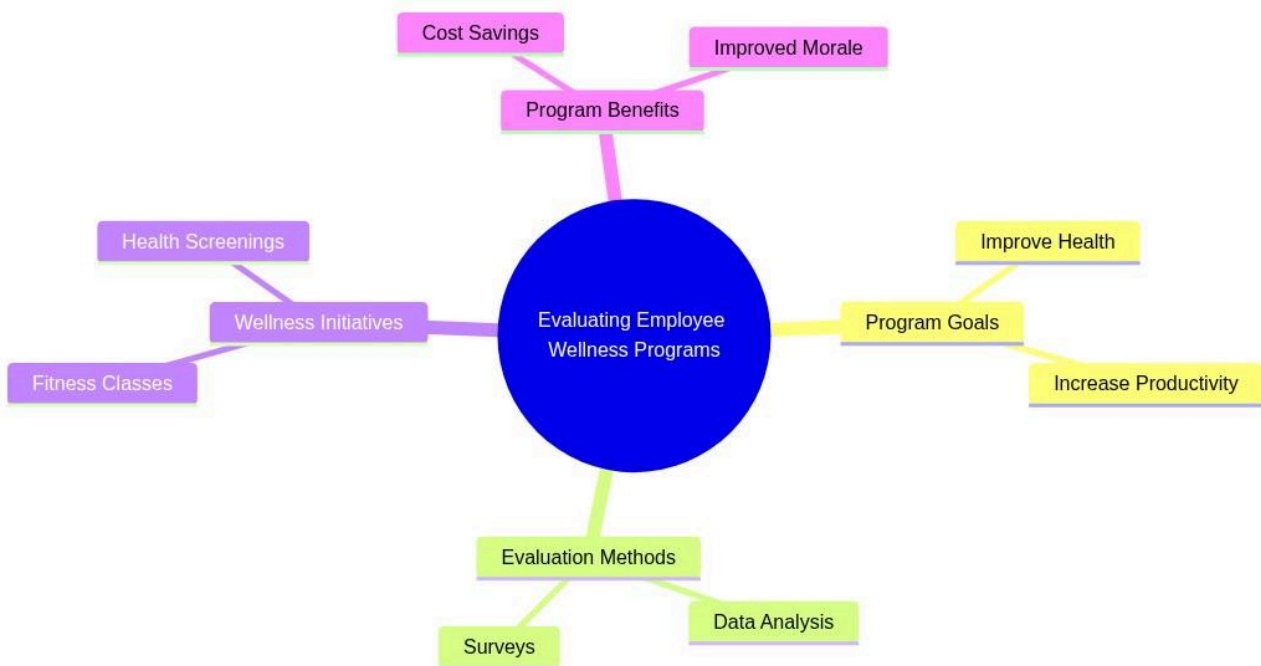 Cost Savings
Improved Morale
Program Benefits
Health Screenings
Improve Health
Wellness Initiatives
Evaluating Employee
Wellness Programs
Program Goals
Fitness Classes
Increase Productivity
Evaluation Methods
Data Analysis
Surveys